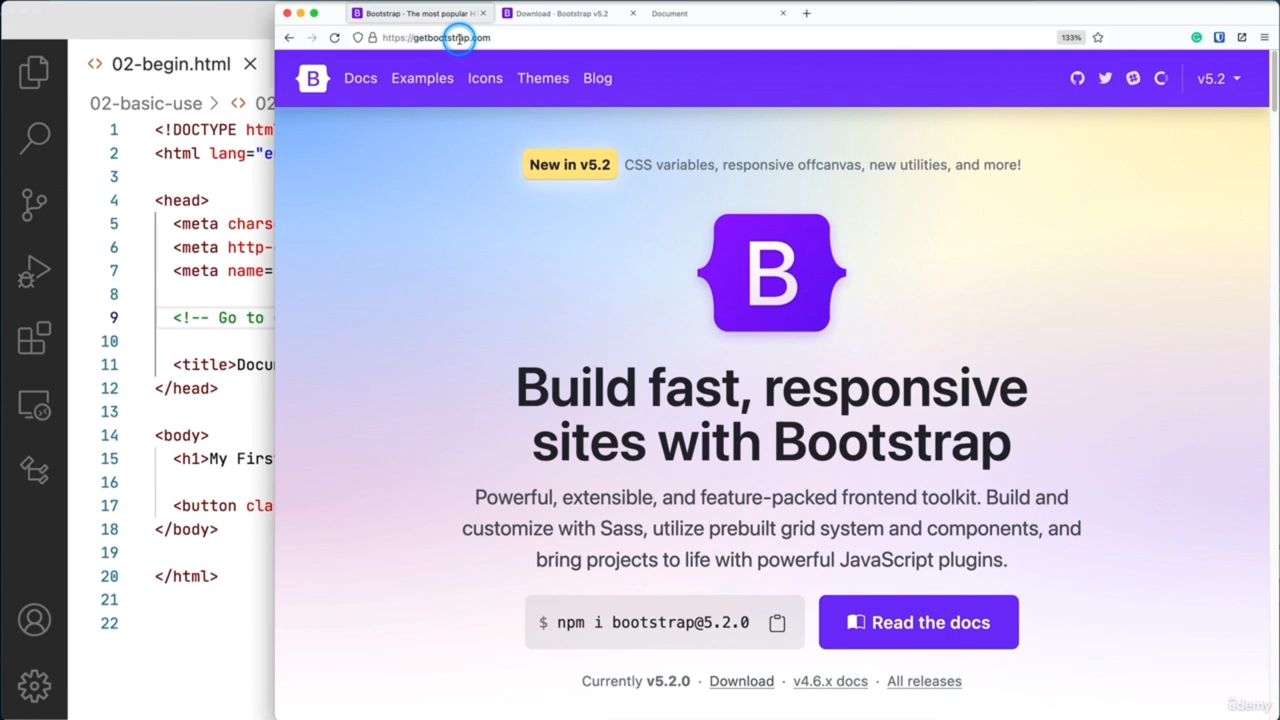 Bootstrap · The most popular H
Download · Bootstrap v5.2
Document
https://getbootstrap.com
133%
02-begin.html
02-basic-use > <> 02
B Docs Examples Icons Themes Blog
v5.2
New in v5.2 CSS variables, responsive offcanvas, new utilities, and more!
B
Build fast, responsive
sites with Bootstrap
Powerful, extensible, and feature-packed frontend toolkit. Build and
customize with Sass, utilize prebuilt grid system and components, and
bring projects to life with powerful JavaScript plugins.
$ npm i bootstrap@5.2.0
Read the docs
Currently v5.2.0 · Download · v4.6.x docs · All releases
1 <!DOCTYPE htm
2 <html lang="e
3
4 <head>
5 <meta chars
6 <meta http-
7 <meta name=
8
9 <!-- Go to
10
11 <title>Docu
12 </head>
13
14 <body>
15 <h1>My Firs
16
17 <button cla
18 </body>
19
20 </html>
21
22
ûdemy